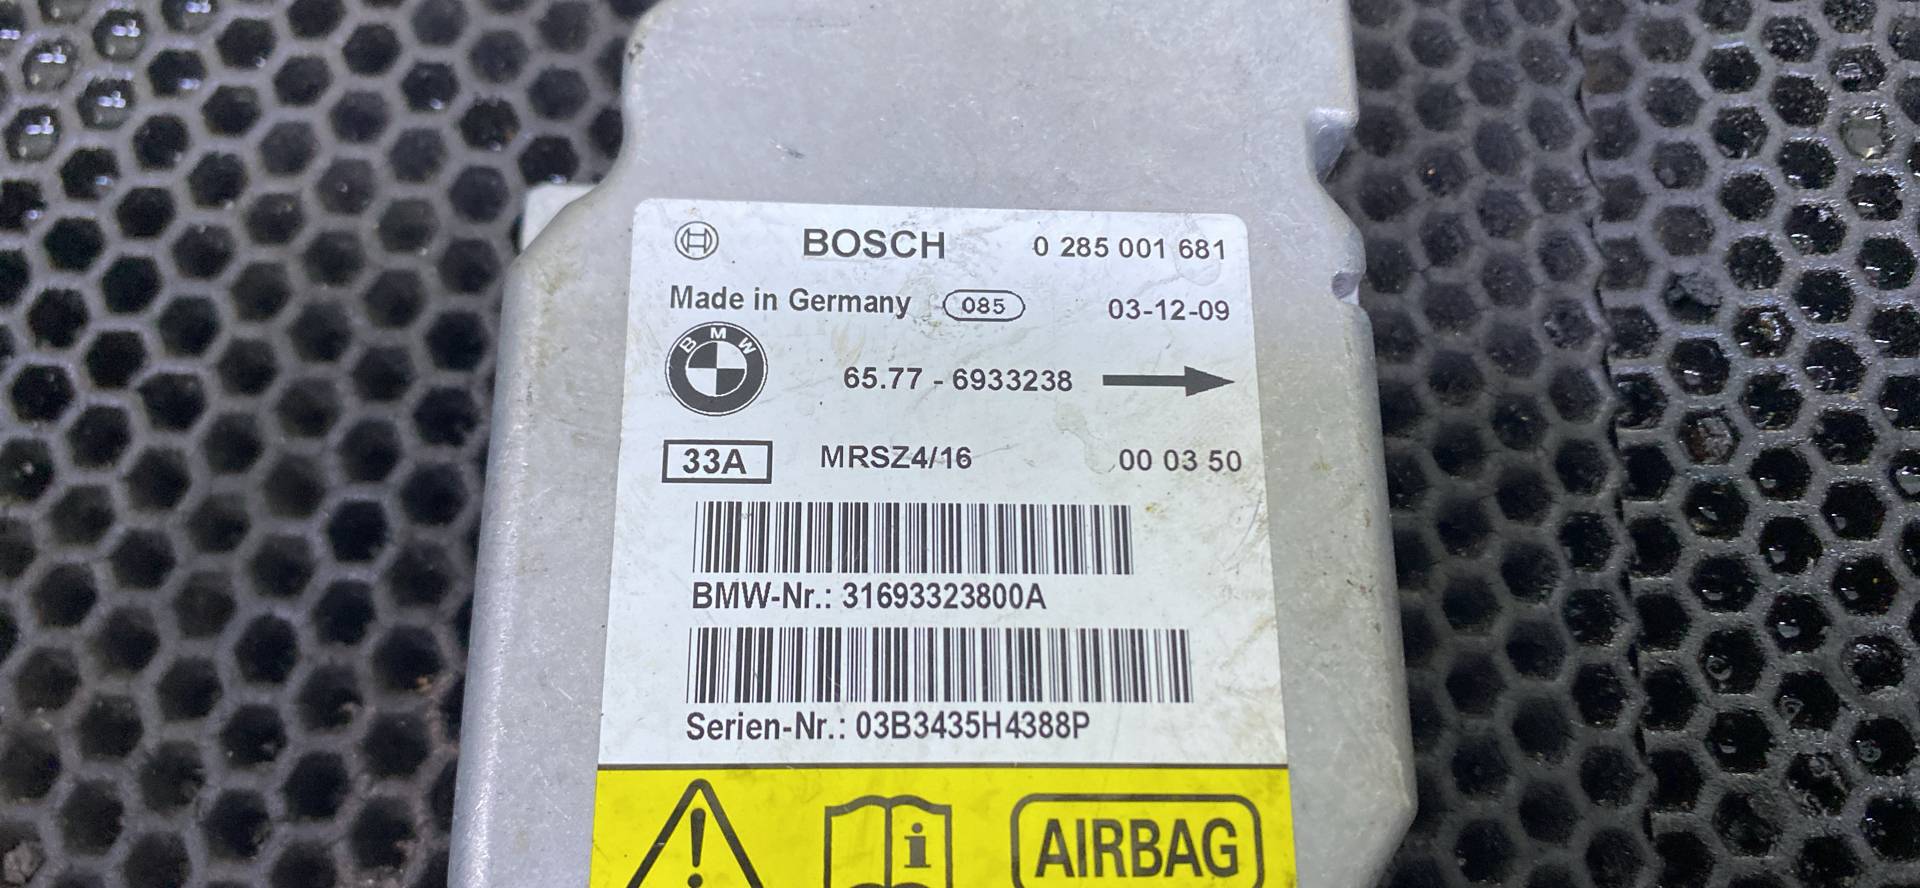 BOSCH 0 285 001 681
Made in Germany 085 03-12-09
BMW
65.77 - 6933238
33A MRSZ4/16 00 03 50
BMW-Nr.: 31693323800A
Serien-Nr.: 03B3435H4388P
i AIRBAG